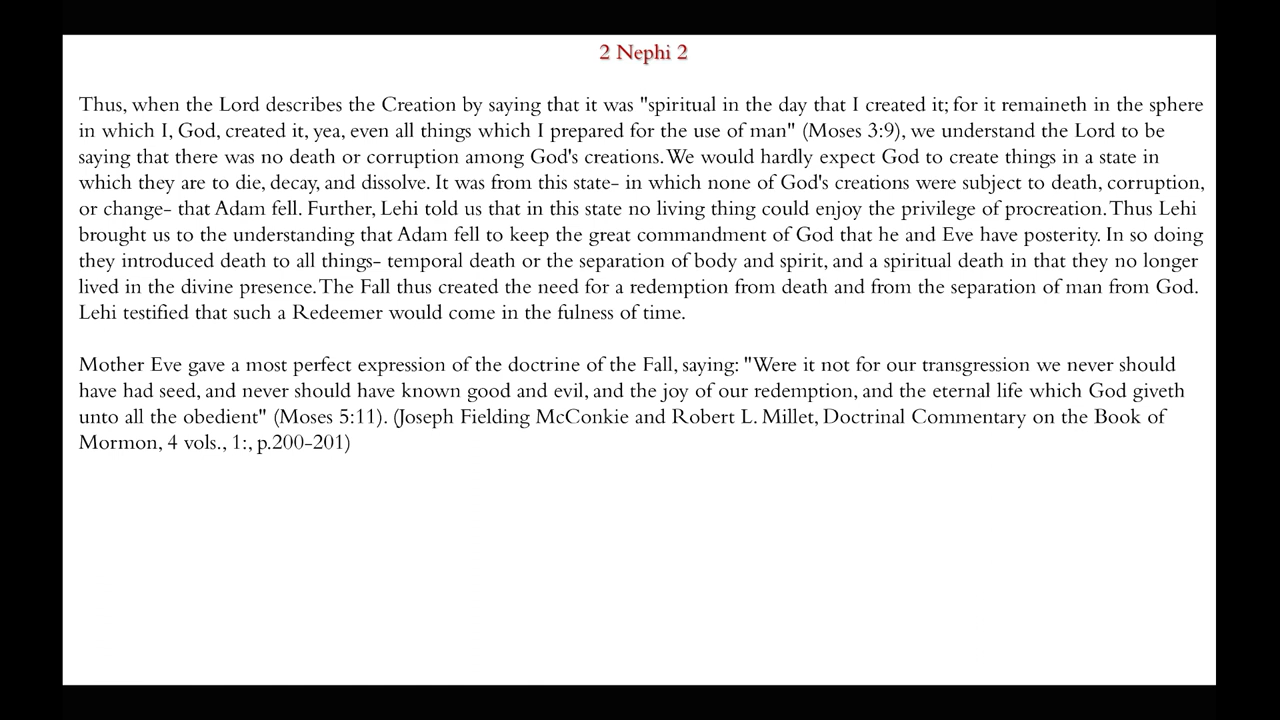 2 Nephi 2
Thus, when the Lord describes the Creation by saying that it was "spiritual in the day that I created it; for it remaineth in the sphere
in which I, God, created it, yea, even all things which I prepared for the use of man" (Moses 3:9), we understand the Lord to be
saying that there was no death or corruption among God's creations. We would hardly expect God to create things in a state in
which they are to die, decay, and dissolve. It was from this state- in which none of God's creations were subject to death, corruption,
or change- that Adam fell. Further, Lehi told us that in this state no living thing could enjoy the privilege of procreation. Thus Lehi
brought us to the understanding that Adam fell to keep the great commandment of God that he and Eve have posterity. In so doing
they introduced death to all things- temporal death or the separation of body and spirit, and a spiritual death in that they no longer
lived in the divine presence. The Fall thus created the need for a redemption from death and from the separation of man from God.
Lehi testified that such a Redeemer would come in the fulness of time.
Mother Eve gave a most perfect expression of the doctrine of the Fall, saying: "Were it not for our transgression we never should
have had seed, and never should have known good and evil, and the joy of our redemption, and the eternal life which God giveth
unto all the obedient" (Moses 5:11). (Joseph Fielding McConkie and Robert L. Millet, Doctrinal Commentary on the Book of
Mormon, 4 vols., 1:, p.200-201)